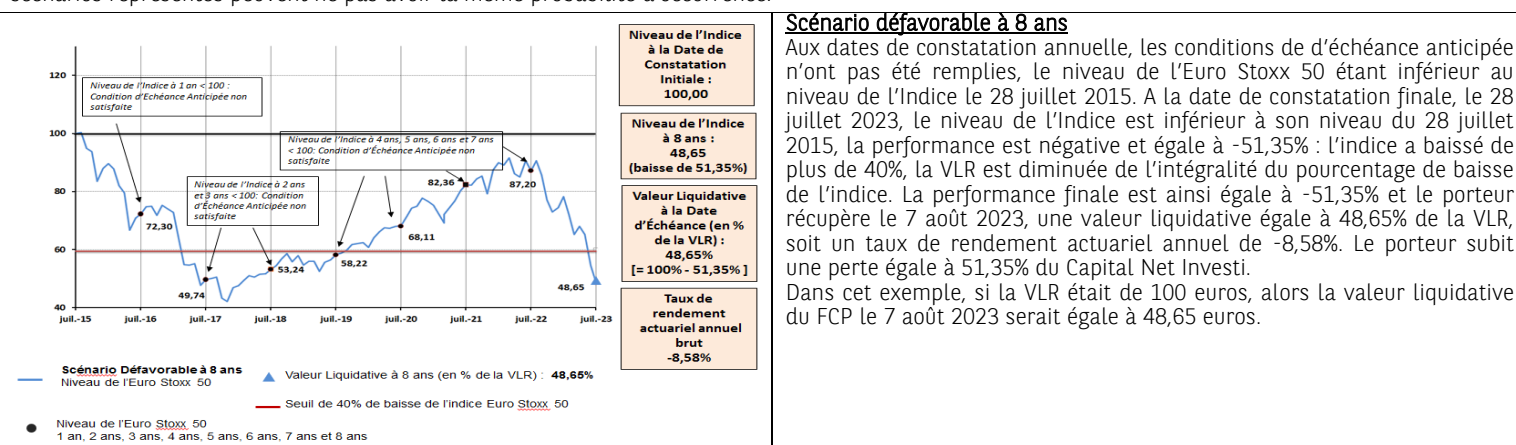 120
100
80
60
40
Niveau de l'Indice à 1 an < 100 :
Condition d'Echéance Anticipée non
satisfaite
Niveau de l'Indice à 2 ans
et 3 ans < 100: Condition
d'Échéance Anticipée non
satisfaite
Niveau de l'Indice à 4 ans, 5 ans, 6 ans et 7 ans
< 100: Condition d'Échéance Anticipée non
satisfaite
72,30
49,74
53,24
58,22
68,11
82,36
87,20
48,65
juil.-15 juil.-16 juil.-17 juil.-18 juil.-19 juil.-20 juil.-21 juil.-22 juil.-23
Scénario Défavorable à 8 ans
Niveau de l'Euro Stoxx 50
Valeur Liquidative à 8 ans (en % de la VLR) : 48,65%
Seuil de 40% de baisse de l'indice Euro Stoxx 50
Niveau de l'Euro Stoxx 50
1 an, 2 ans, 3 ans, 4 ans, 5 ans, 6 ans, 7 ans et 8 ans
Niveau de l'Indice
à la Date de
Constatation
Initiale :
100,00
Niveau de l'Indice
à 8 ans :
48,65
(baisse de 51,35%)
Valeur Liquidative
à la Date
d'Échéance (en %
de la VLR) :
48,65%
[= 100% - 51,35% ]
Taux de
rendement
actuariel annuel
brut
-8,58%
Scénario défavorable à 8 ans
Aux dates de constatation annuelle, les conditions de d'échéance anticipée
n'ont pas été remplies, le niveau de l'Euro Stoxx 50 étant inférieur au
niveau de l'Indice le 28 juillet 2015. A la date de constatation finale, le 28
juillet 2023, le niveau de l'Indice est inférieur à son niveau du 28 juillet
2015, la performance est négative et égale à -51,35% : l'indice a baissé de
plus de 40%, la VLR est diminuée de l'intégralité du pourcentage de baisse
de l'indice. La performance finale est ainsi égale à -51,35% et le porteur
récupère le 7 août 2023, une valeur liquidative égale à 48,65% de la VLR,
soit un taux de rendement actuariel annuel de -8,58%. Le porteur subit
une perte égale à 51,35% du Capital Net Investi.
Dans cet exemple, si la VLR était de 100 euros, alors la valeur liquidative
du FCP le 7 août 2023 serait égale à 48,65 euros.